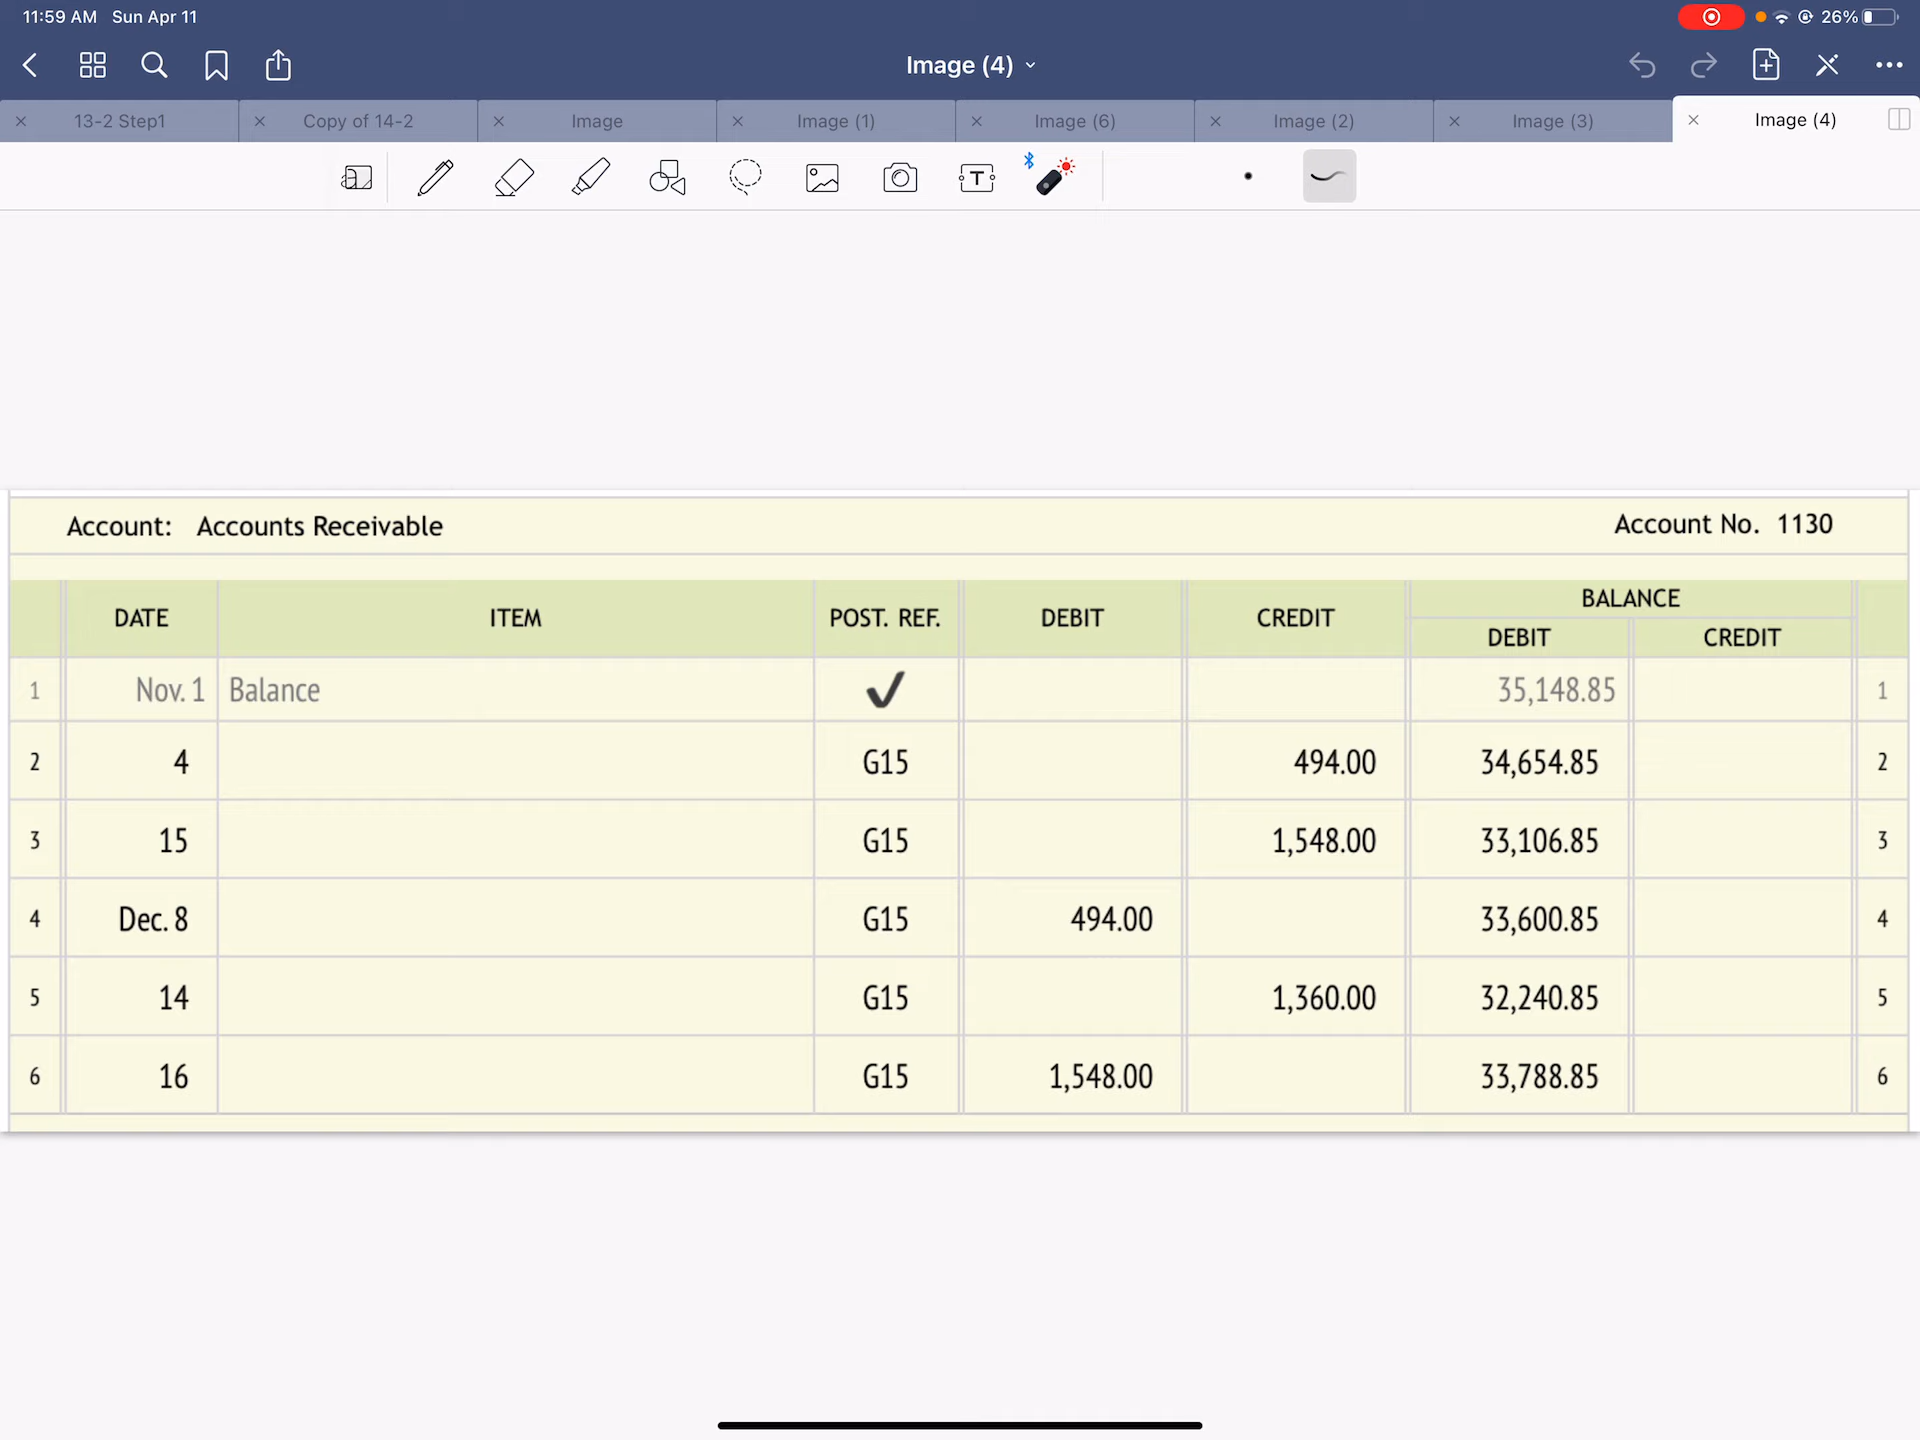 11:59 AM Sun Apr 11 26%
Image (4)
13-2 Step1 Copy of 14-2 Image Image (1) Image (6) Image (2) Image (3) Image (4)
Account: Accounts Receivable Account No. 1130
DATE ITEM POST. REF. DEBIT CREDIT BALANCE
DEBIT CREDIT
1 Nov. 1 Balance ✓ 35,148.85 1
2 4 G15 494.00 34,654.85 2
3 15 G15 1,548.00 33,106.85 3
4 Dec. 8 G15 494.00 33,600.85 4
5 14 G15 1,360.00 32,240.85 5
6 16 G15 1,548.00 33,788.85 6